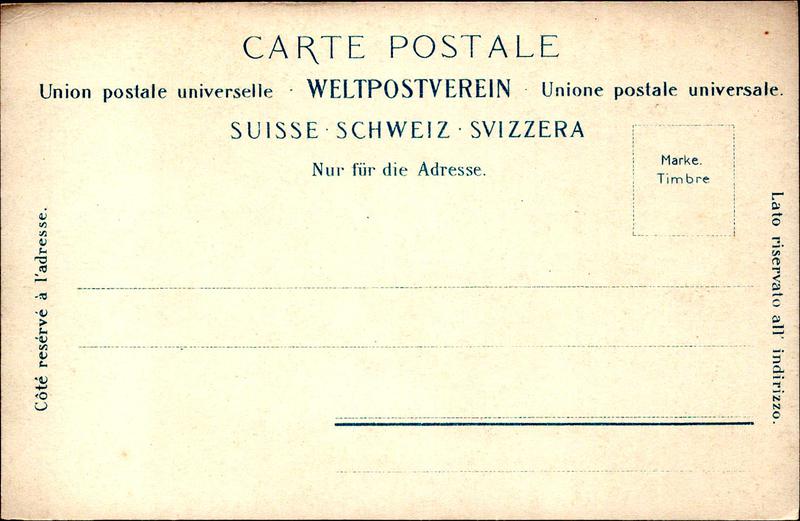 CARTE POSTALE
Union postale universelle · WELTPOSTVEREIN · Unione postale universale.
SUISSE · SCHWEIZ · SVIZZERA
Nur für die Adresse.
Marke.
Timbre
Côté resérvé à l'adresse.
Lato riservato all' indirizzo.